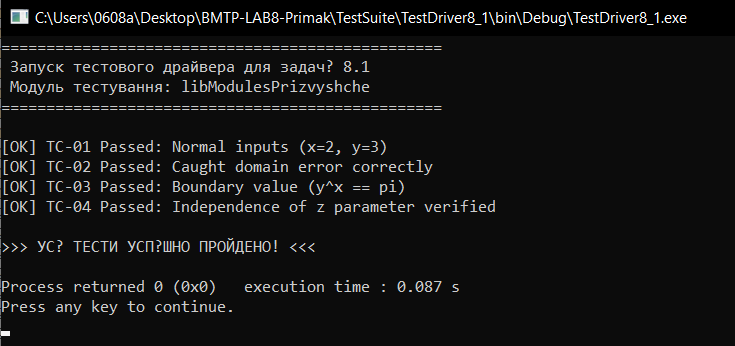 C:\Users\0608a\Desktop\BMTP-LAB8-Primak\TestSuite\TestDriver8_1\bin\Debug\TestDriver8_1.exe
=================================================
Запуск тестового драйвера для задач? 8.1
Модуль тестування: libModulesPrizvyshche
=================================================
[OK] TC-01 Passed: Normal inputs (x=2, y=3)
[OK] TC-02 Passed: Caught domain error correctly
[OK] TC-03 Passed: Boundary value (y^x == pi)
[OK] TC-04 Passed: Independence of z parameter verified
>>> УС? ТЕСТИ УСП?ШНО ПРОЙДЕНО! <<<
Process returned 0 (0x0)   execution time : 0.087 s
Press any key to continue.